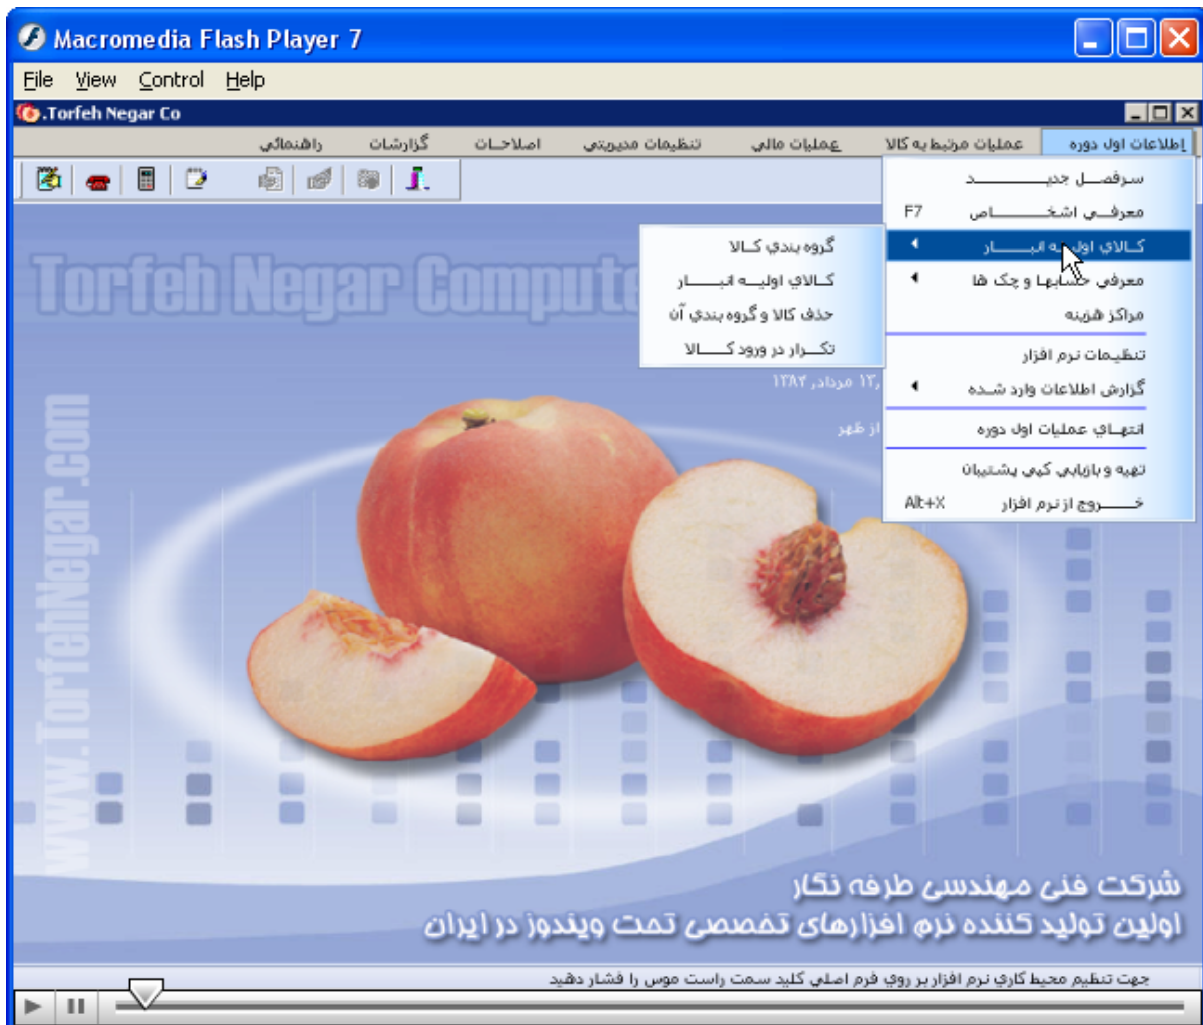 Macromedia Flash Player 7
File View Control Help
.Torfeh Negar Co
إطلاعات اول دوره عمليات مرتبط به كالا عمليات مالي تنظيمات مديريتي اصلاحات گزارشات راهنمائي
سرفصل جديد
معرفي اشخاص F7
كالاي اوليه انبار
معرفي حسابها و چک ها
مراکز هزينه
تنظيمات نرم افزار
گزارش اطلاعات وارد شده
انتهاي عمليات اول دوره
تهيه و بازيابي کپي پشتيبان
خروج از نرم افزار Alt+X
گروه بندي کالا
کالاي اوليه انبار
حذف کالا و گروه بندي آن
تکرار در ورود کالا
Torfeh Negar Compute
۱۳ مرداد, ۱۳۸۴
از ظهر
www.TorfehNegar.com
شرکت فنی مهندسی طرفه نگار
اولین تولید کننده نرم افزارهای تخصصی تحت ویندوز در ایران
جهت تنظيم محيط کاري نرم افزار بر روي فرم اصلي کليد سمت راست موس را فشار دهيد